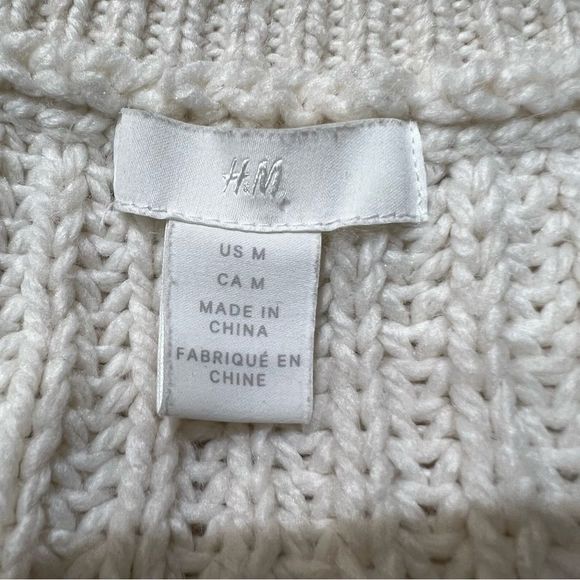 H&M
US M
CA M
MADE IN
CHINA
FABRIQUÉ EN
CHINE